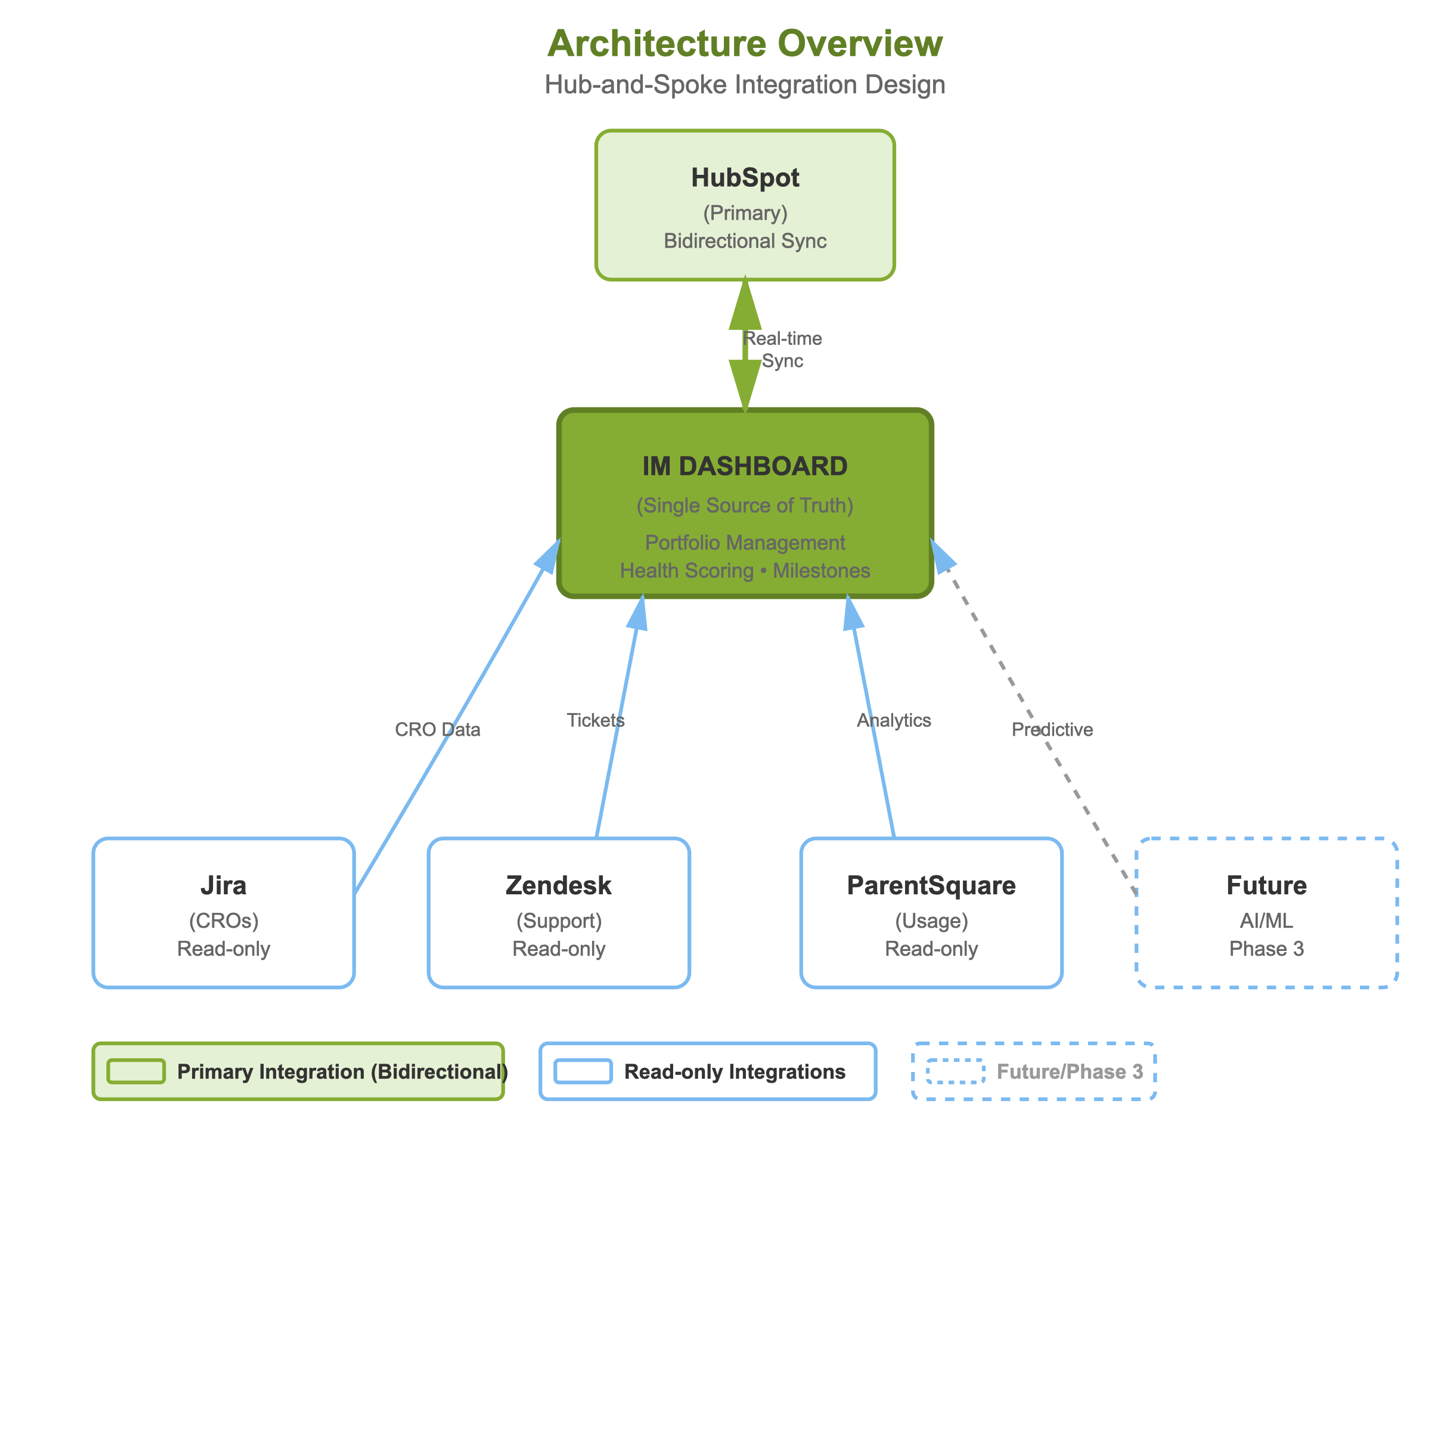 Architecture Overview
Hub-and-Spoke Integration Design
HubSpot
(Primary)
Bidirectional Sync
Real-time
Sync
IM DASHBOARD
(Single Source of Truth)
Portfolio Management
Health Scoring • Milestones
CRO Data
Tickets
Analytics
Predictive
Jira
(CROs)
Read-only
Zendesk
(Support)
Read-only
ParentSquare
(Usage)
Read-only
Future
AI/ML
Phase 3
Primary Integration (Bidirectional)
Read-only Integrations
Future/Phase 3